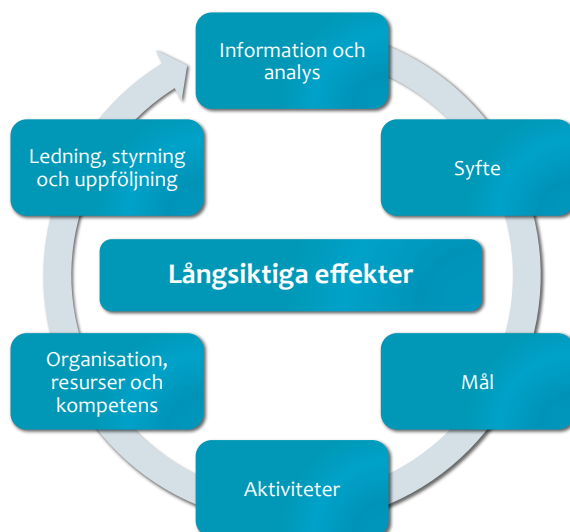 Information och
analys
Syfte
Mål
Aktiviteter
Organisation,
resurser och
kompetens
Ledning, styrning
och uppföljning
Långsiktiga effekter